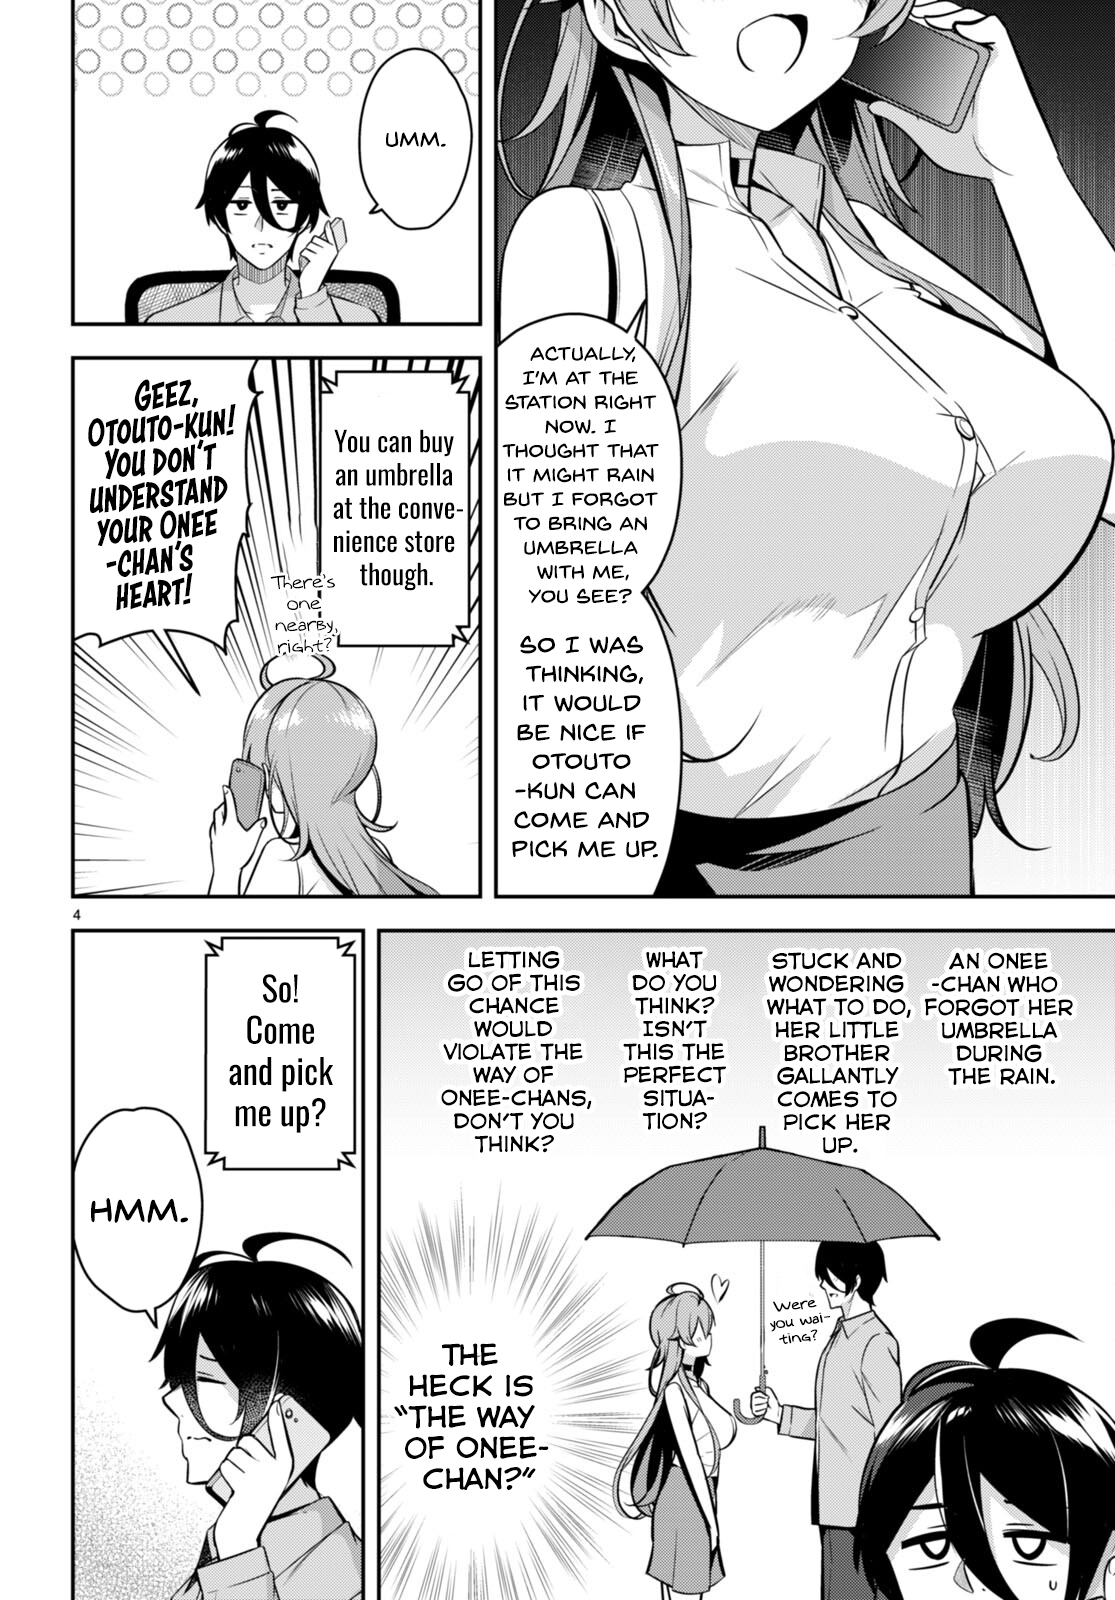 ACTUALLY,
I'M AT THE
STATION RIGHT
NOW. I
THOUGHT THAT
IT MIGHT RAIN
BUT I FORGOT
TO BRING AN
UMBRELLA
WITH ME,
YOU SEE?
SO I WAS
THINKING,
IT WOULD
BE NICE IF
OTOUTO
-KUN CAN
COME AND
PICK ME UP.
UMM.
You can buy
an umbrella
at the conve-
nience store
though.
There's
one
nearby,
right?
GEEZ,
OTOUTO-KUN!
YOU DON'T
UNDERSTAND
YOUR ONEE
-CHAN'S
HEART!
4
AN ONEE
-CHAN WHO
FORGOT HER
UMBRELLA
DURING
THE RAIN.
STUCK AND
WONDERING
WHAT TO DO,
HER LITTLE
BROTHER
GALLANTLY
COMES TO
PICK HER
UP.
WHAT
DO YOU
THINK?
ISN'T
THIS THE
PERFECT
SITUA-
TION?
LETTING
GO OF THIS
CHANCE
WOULD
VIOLATE THE
WAY OF
ONEE-CHANS,
DON'T YOU
THINK?
Were
you wai-
ting?
THE
HECK IS
"THE WAY
OF ONEE-
CHAN?"
So!
Come
and pick
me up?
HMM.